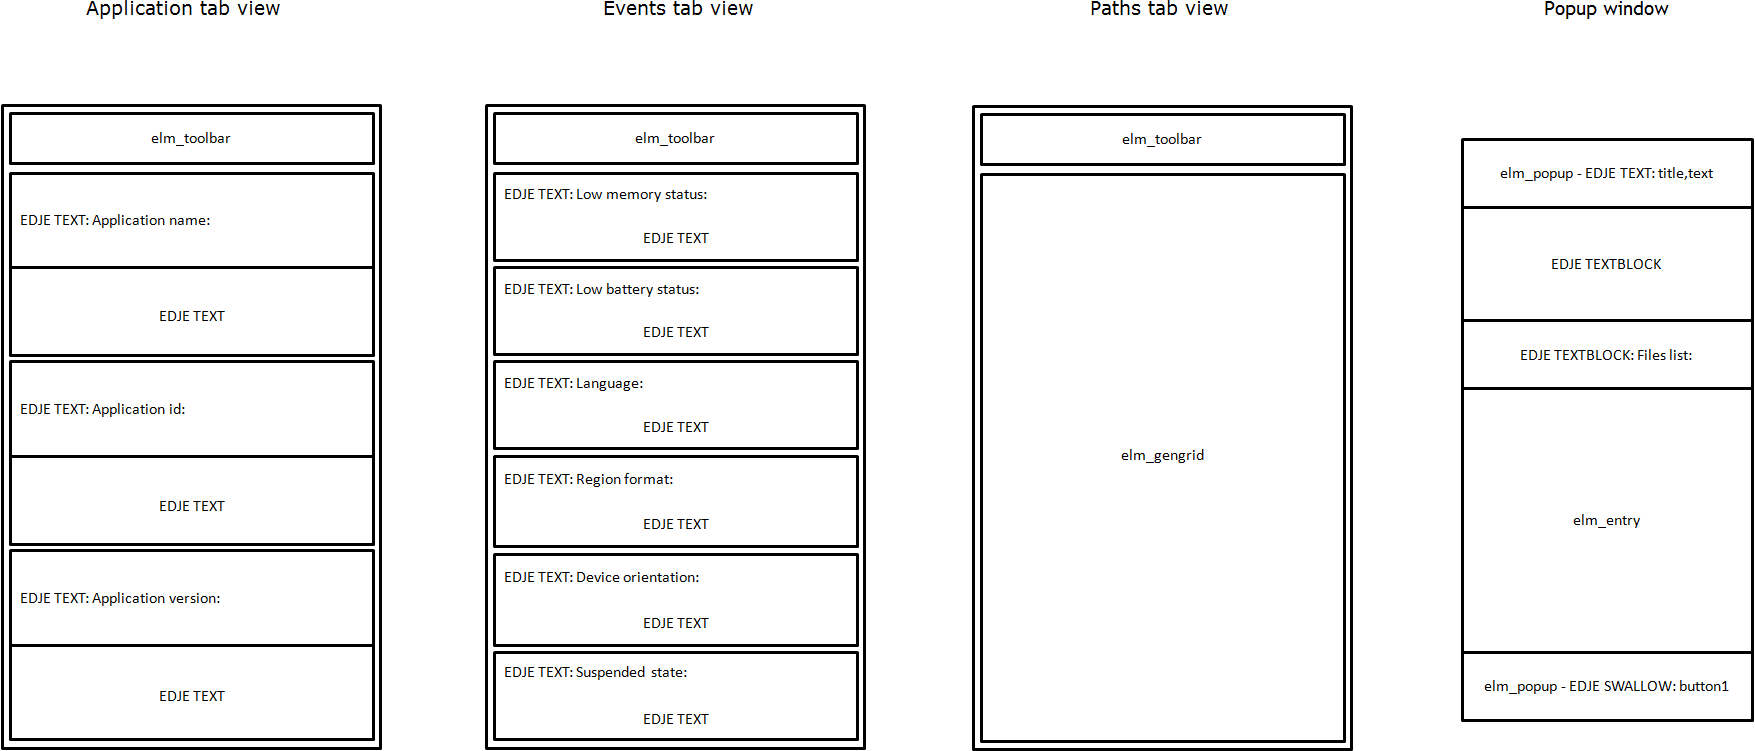 Application tab view
elm_toolbar
EDJE TEXT: Application name:
EDJE TEXT
EDJE TEXT: Application id:
EDJE TEXT
EDJE TEXT: Application version:
EDJE TEXT
Events tab view
elm_toolbar
EDJE TEXT: Low memory status:
EDJE TEXT
EDJE TEXT: Low battery status:
EDJE TEXT
EDJE TEXT: Language:
EDJE TEXT
EDJE TEXT: Region format:
EDJE TEXT
EDJE TEXT: Device orientation:
EDJE TEXT
EDJE TEXT: Suspended state:
EDJE TEXT
Paths tab view
elm_toolbar
elm_gengrid
Popup window
elm_popup - EDJE TEXT: title,text
EDJE TEXTBLOCK
EDJE TEXTBLOCK: Files list:
elm_entry
elm_popup - EDJE SWALLOW: button1